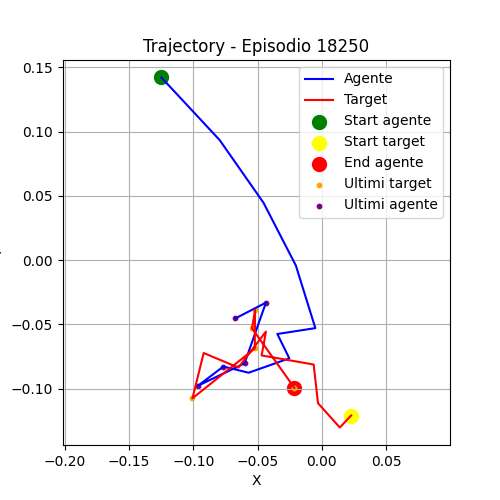 Trajectory - Episodio 18250
0.15
0.10
0.05
0.00
−0.05
−0.10
Agente
Target
Start agente
Start target
End agente
Ultimi target
Ultimi agente
−0.20
−0.15
−0.10
−0.05
0.00
0.05
X